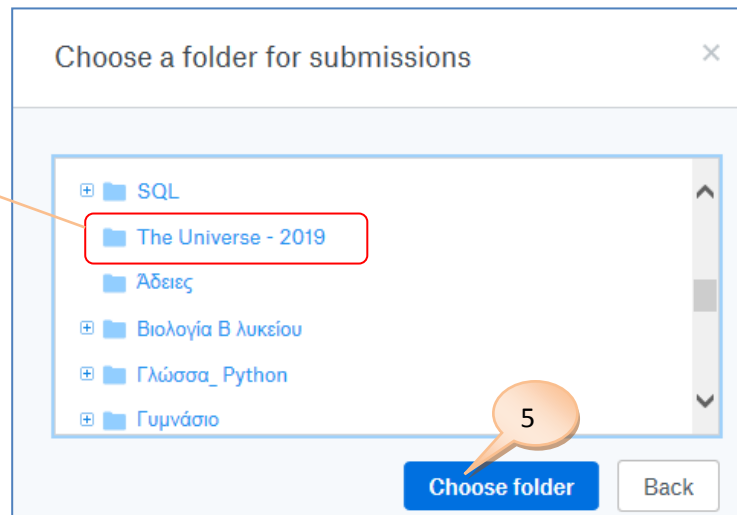 Choose a folder for submissions
SQL
The Universe - 2019
Άδειες
Βιολογία Β λυκείου
Γλώσσα_ Python
Γυμνάσιο
5
Choose folder
Back